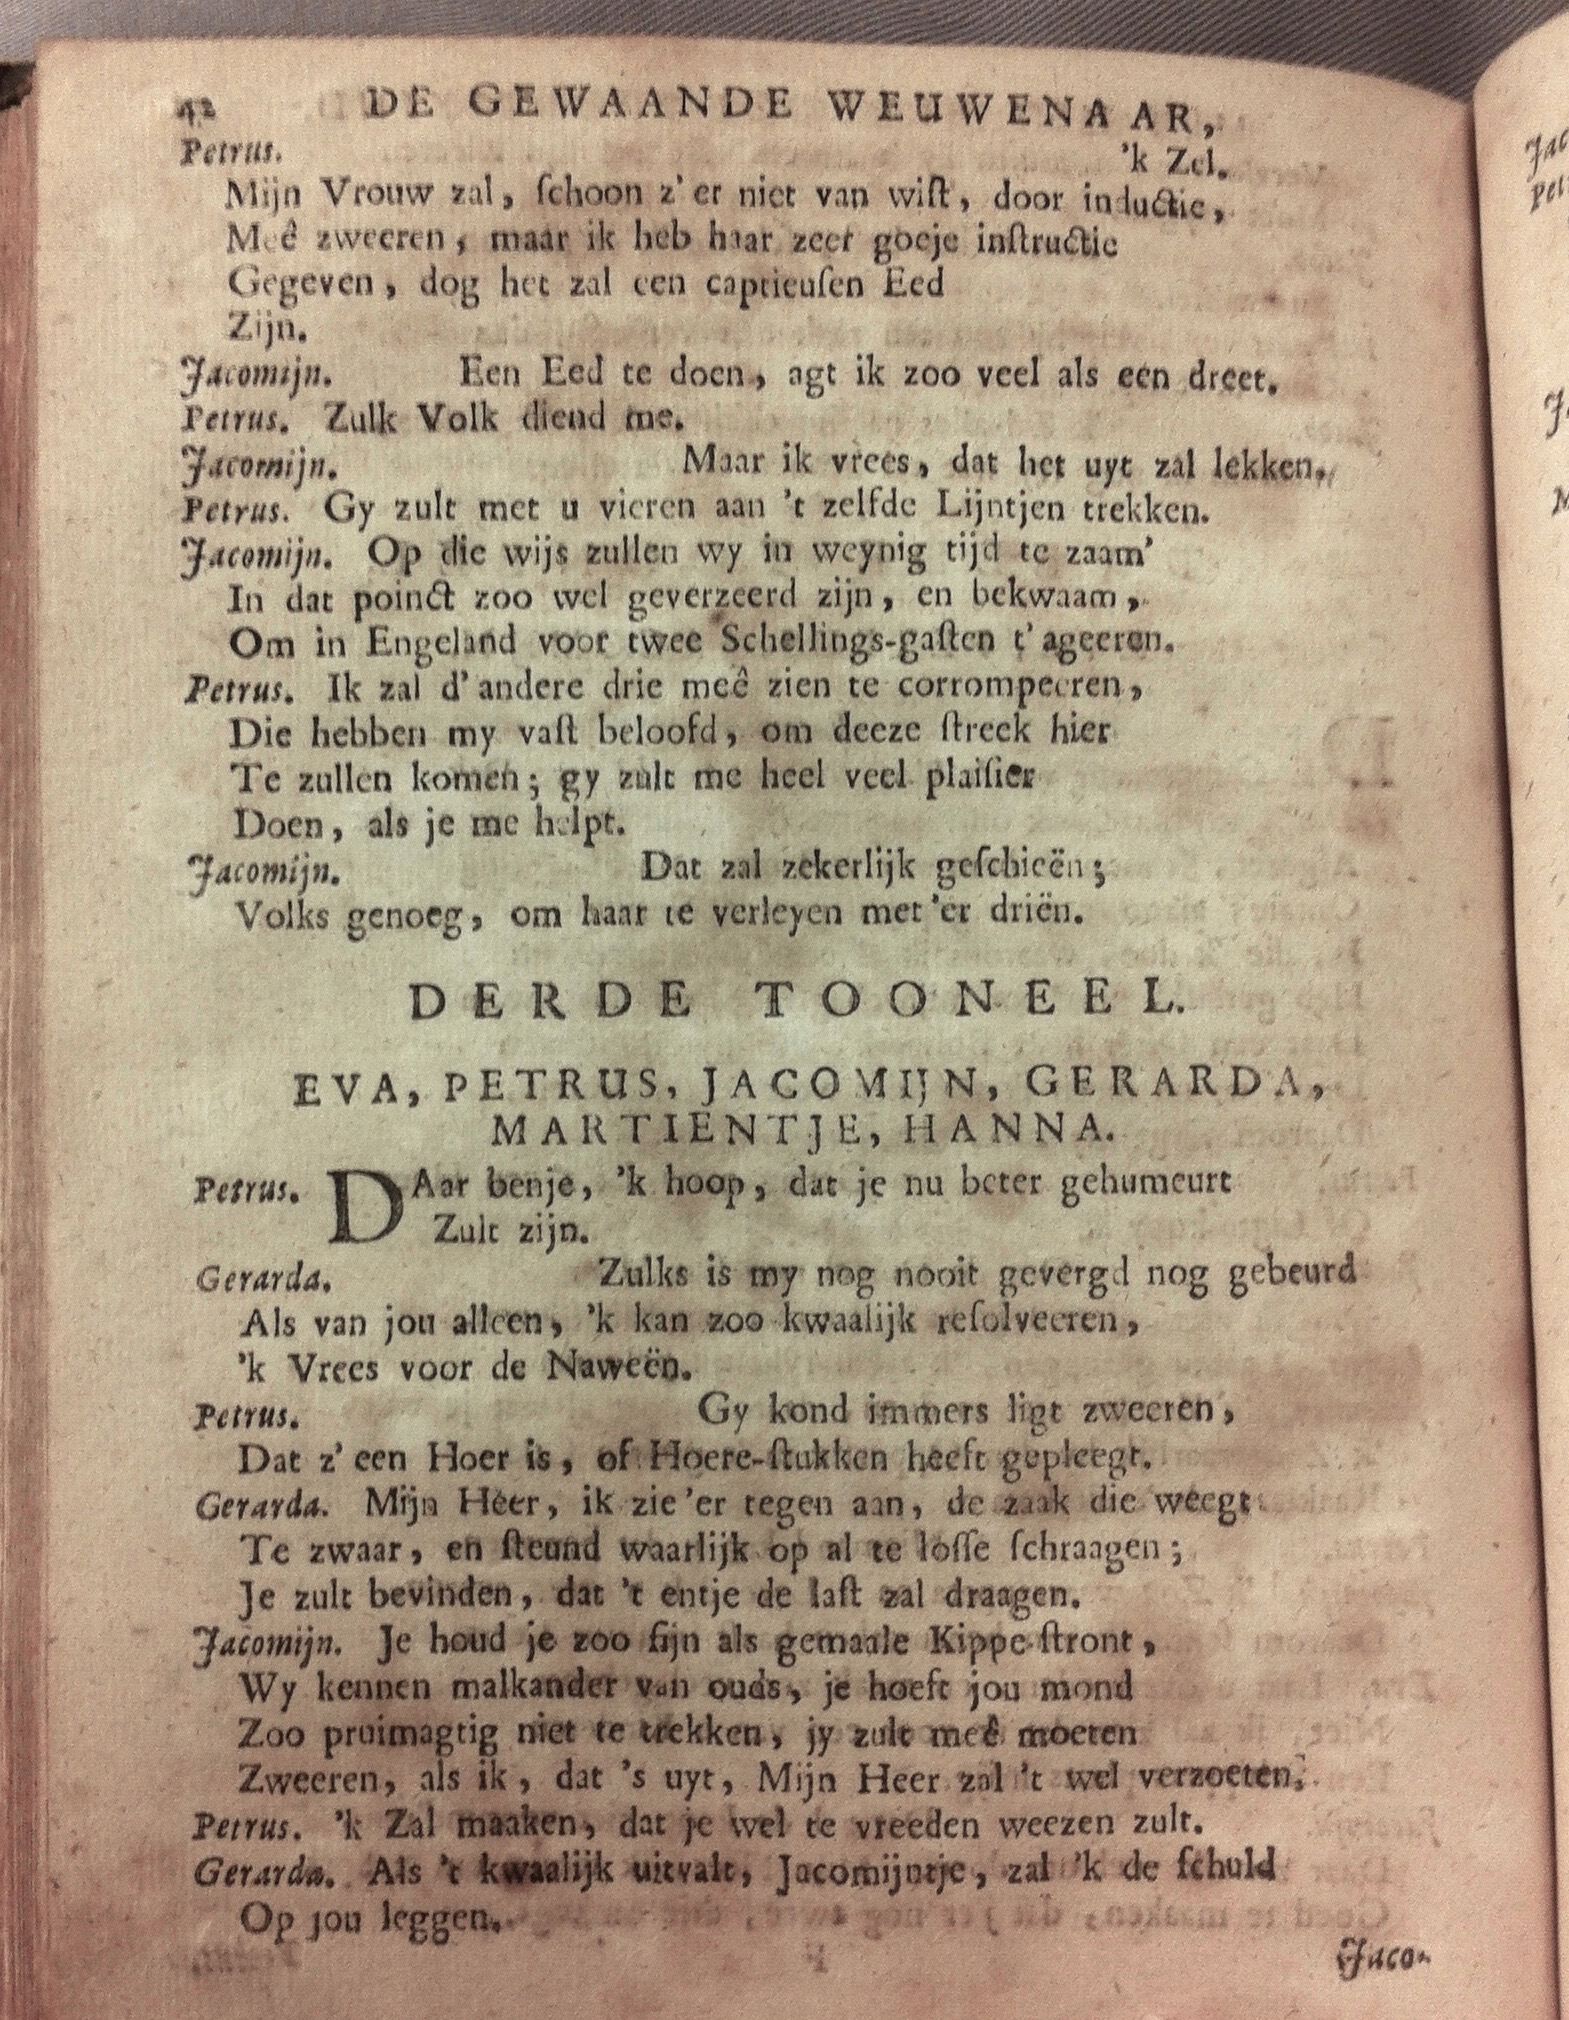 42 DE GEWAANDE WEUWENAAR,
Petrus. 'k Zel.
Mijn Vrouw zal, ſchoon z' er niet van wiſt, door inductie,
Meê zweeren, maar ik heb haar zeer goeje inſtructie
Gegeven, dog het zal een captieuſen Eed
Zijn.
Jacomijn. Een Eed te doen, agt ik zoo veel als een dreet.
Petrus. Zulk Volk diend me.
Jacomijn. Maar ik vrees, dat het uyt zal lekken.
Petrus. Gy zult met u vieren aan 't zelfde Lijntjen trekken.
Jacomijn. Op die wijs zullen wy in weynig tijd te zaam'
In dat poinct zoo wel geverzeerd zijn, en bekwaam,
Om in Engeland voor twee Schellings-gaſten t' ageeren.
Petrus. Ik zal d' andere drie meê zien te corrompeeren,
Die hebben my vaſt beloofd, om deeze ſtreek hier
Te zullen komen; gy zult me heel veel plaiſier
Doen, als je me helpt.
Jacomijn. Dat zal zekerlijk geſchieën;
Volks genoeg, om haar te verleyen met 'er driën.
DERDE TOONEEL.
EVA, PETRUS, JACOMIJN, GERARDA,
MARTIENTJE, HANNA.
Petrus. DAar benje, 'k hoop, dat je nu beter gehumeurt
Zult zijn.
Gerarda. Zulks is my nog nooit gevergd nog gebeurd
Als van jou alleen, 'k kan zoo kwaalijk reſolveeren,
'k Vrees voor de Naweën.
Petrus. Gy kond immers ligt zweeren,
Dat z' een Hoer is, of Hoere-ſtukken heeft gepleegt.
Gerarda. Mijn Heer, ik zie 'er tegen aan, de zaak die weegt
Te zwaar, en ſteund waarlijk op al te loſſe ſchraagen;
Je zult bevinden, dat 't entje de laſt zal draagen.
Jacomijn. Je houd je zoo fijn als gemaale Kippe-ſtront,
Wy kennen malkander van ouds, je hoeft jou mond
Zoo pruimagtig niet te trekken, jy zult meê moeten
Zweeren, als ik, dat 's uyt, Mijn Heer zal 't wel verzoeten.
Petrus. 'k Zal maaken, dat je wel te vreeden weezen zult.
Gerarda. Als 't kwaalijk uitvalt, Jacomijntje, zal 'k de ſchuld
Op jou leggen.
Jaco-